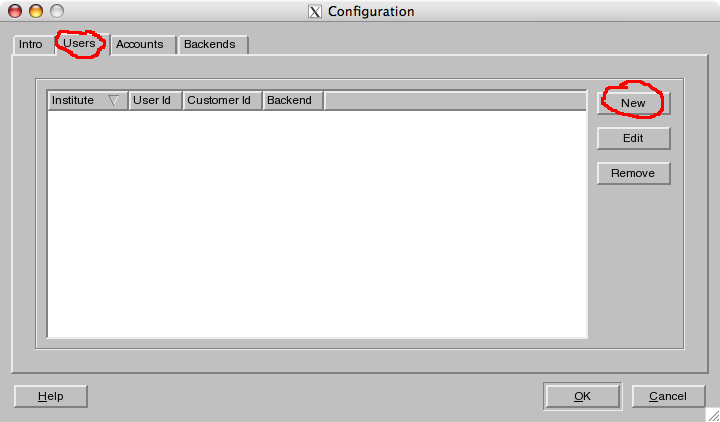 Configuration
Intro Users Accounts Backends
Institute User Id Customer Id Backend
New
Edit
Remove
Help OK Cancel